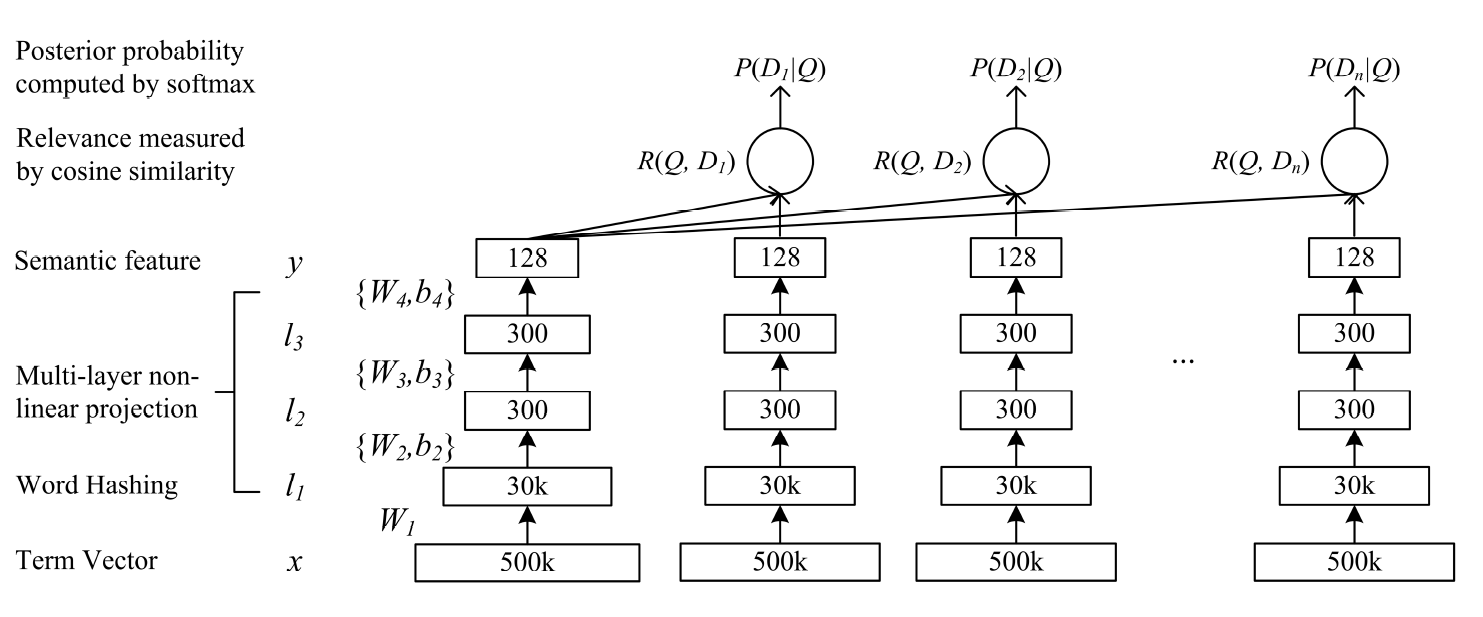 Posterior probability
computed by softmax
P(D1|Q)
P(D2|Q)
P(Dn|Q)
Relevance measured
by cosine similarity
R(Q, D1)
R(Q, D2)
R(Q, Dn)
Semantic feature
y
128
128
128
128
{W4,b4}
l3
300
300
300
300
...
{W3,b3}
Multi-layer non-
linear projection
l2
300
300
300
300
{W2,b2}
Word Hashing
l1
30k
30k
30k
30k
W1
Term Vector
x
500k
500k
500k
500k